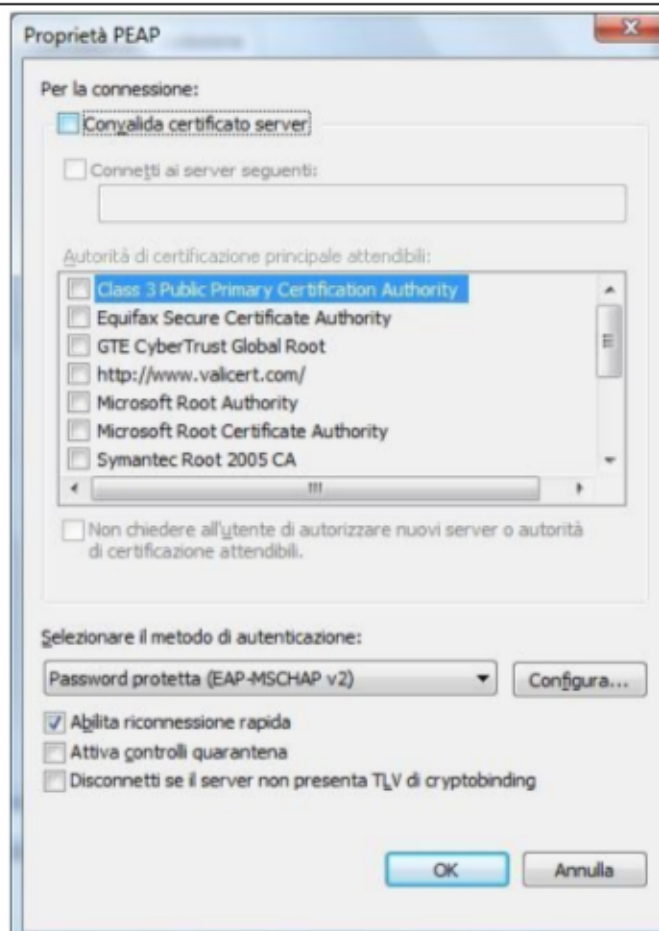 Proprietà PEAP
Per la connessione:
Convalida certificato server
Connetti ai server seguenti:
Autorità di certificazione principale attendibili:
Class 3 Public Primary Certification Authority
Equifax Secure Certificate Authority
GTE CyberTrust Global Root
http://www.valicert.com/
Microsoft Root Authority
Microsoft Root Certificate Authority
Symantec Root 2005 CA
Non chiedere all'utente di autorizzare nuovi server o autorità
di certificazione attendibili.
Selezionare il metodo di autenticazione:
Password protetta (EAP-MSCHAP v2)
Configura...
Abilita riconnessione rapida
Attiva controlli quarantena
Disconnetti se il server non presenta TLV di cryptobinding
OK
Annulla